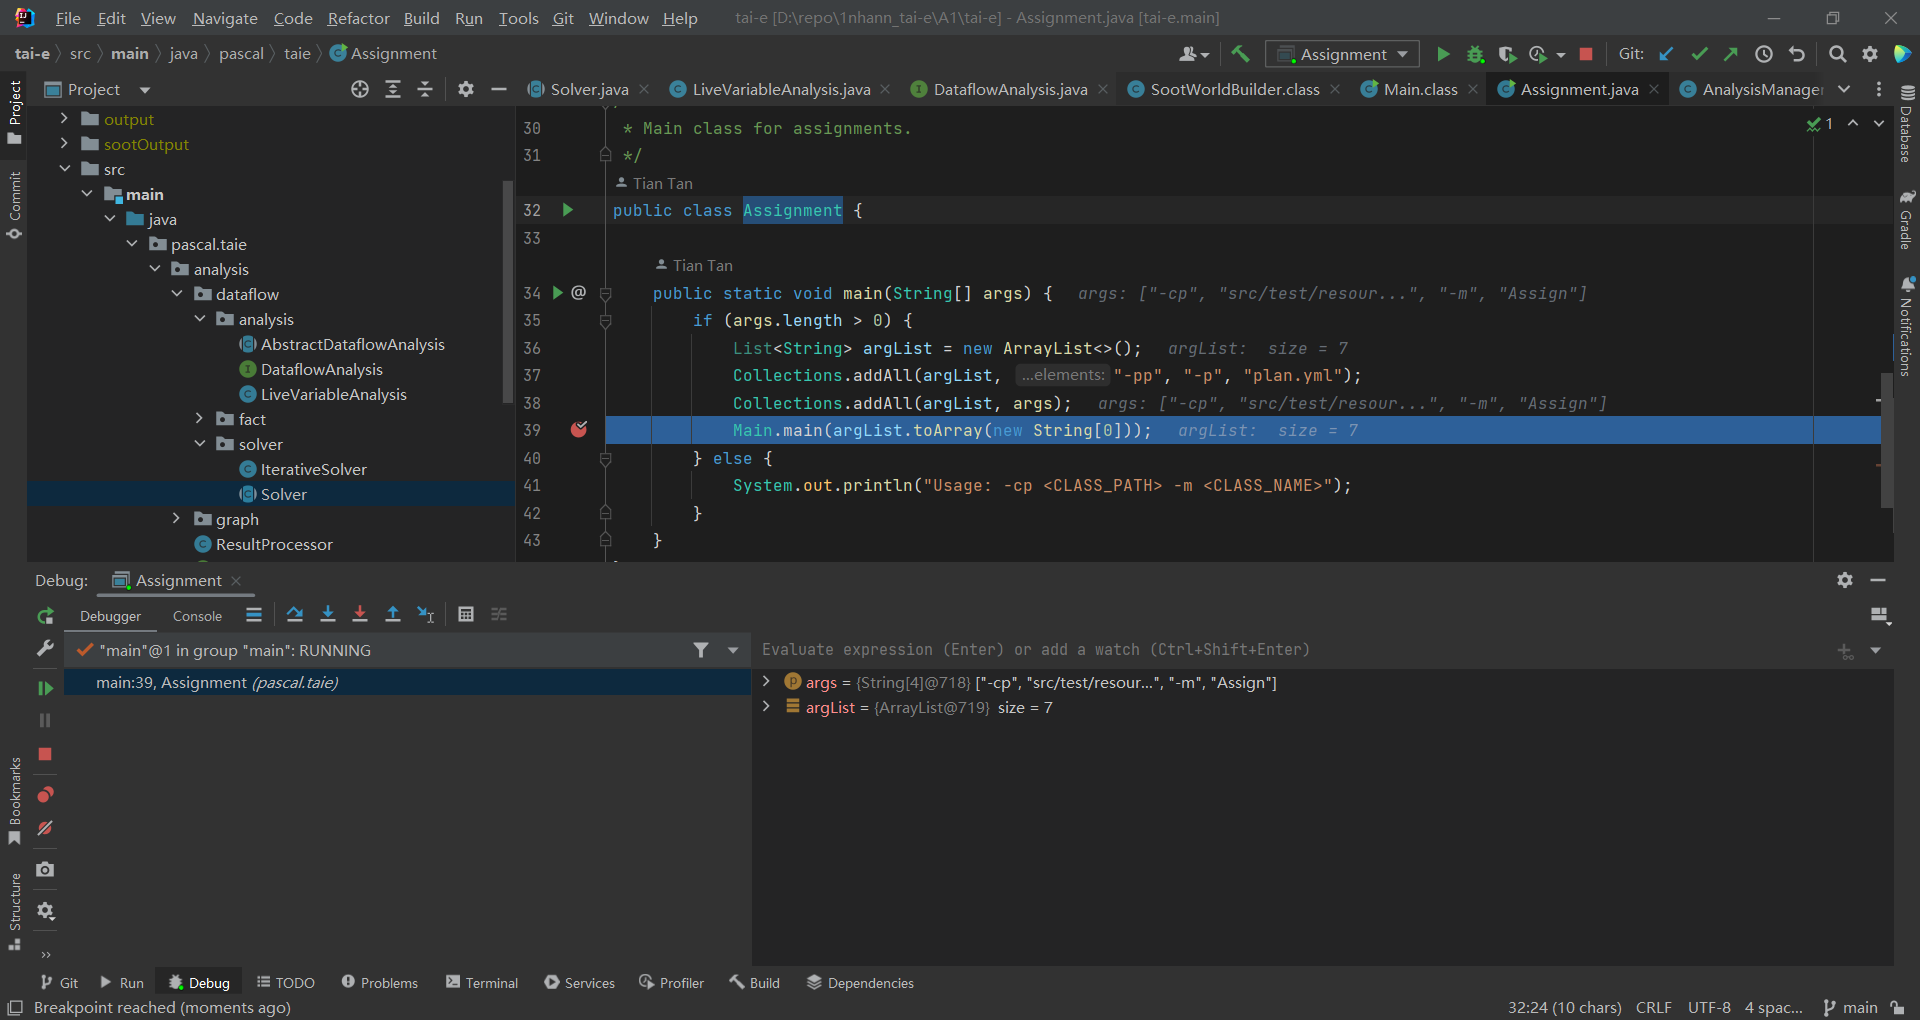 File Edit View Navigate Code Refactor Build Run Tools Git Window Help tai-e [D:\repo\1nhann_tai-e\A1\tai-e] - Assignment.java [tai-e.main]
tai-e src main java pascal taie Assignment
Assignment
Git:
Project
Solver.java LiveVariableAnalysis.java DataflowAnalysis.java SootWorldBuilder.class Main.class Assignment.java AnalysisManager
Project
Commit
Bookmarks
Structure
output
sootOutput
src
main
java
pascal.taie
analysis
dataflow
analysis
AbstractDataflowAnalysis
DataflowAnalysis
LiveVariableAnalysis
fact
solver
IterativeSolver
Solver
graph
ResultProcessor
1
30 * Main class for assignments.
31 */
Tian Tan
32 public class Assignment {
33
Tian Tan
34 @ public static void main(String[] args) { args: ["-cp", "src/test/resour...", "-m", "Assign"]
35 if (args.length > 0) {
36 List<String> argList = new ArrayList<>(); argList: size = 7
37 Collections.addAll(argList, ...elements: "-pp", "-p", "plan.yml");
38 Collections.addAll(argList, args); args: ["-cp", "src/test/resour...", "-m", "Assign"]
39 Main.main(argList.toArray(new String[0])); argList: size = 7
40 } else {
41 System.out.println("Usage: -cp <CLASS_PATH> -m <CLASS_NAME>");
42 }
43 }
Database
Gradle
Notifications
Debug: Assignment
Debugger Console
"main"@1 in group "main": RUNNING
main:39, Assignment (pascal.taie)
Evaluate expression (Enter) or add a watch (Ctrl+Shift+Enter)
args = {String[4]@718} ["-cp", "src/test/resour...", "-m", "Assign"]
argList = {ArrayList@719} size = 7
Git Run Debug TODO Problems Terminal Services Profiler Build Dependencies
Breakpoint reached (moments ago)
32:24 (10 chars) CRLF UTF-8 4 spac... main